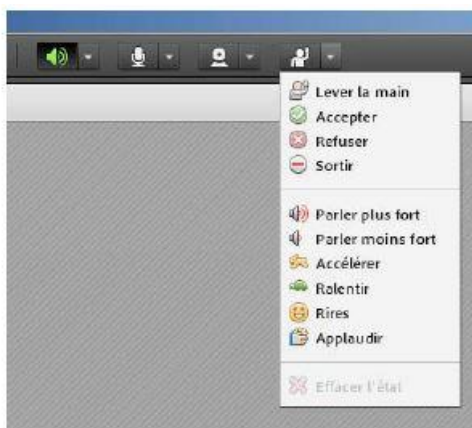 Lever la main
Accepter
Refuser
Sortir
Parler plus fort
Parler moins fort
Accélérer
Ralentir
Rires
Applaudir
Effacer l'état